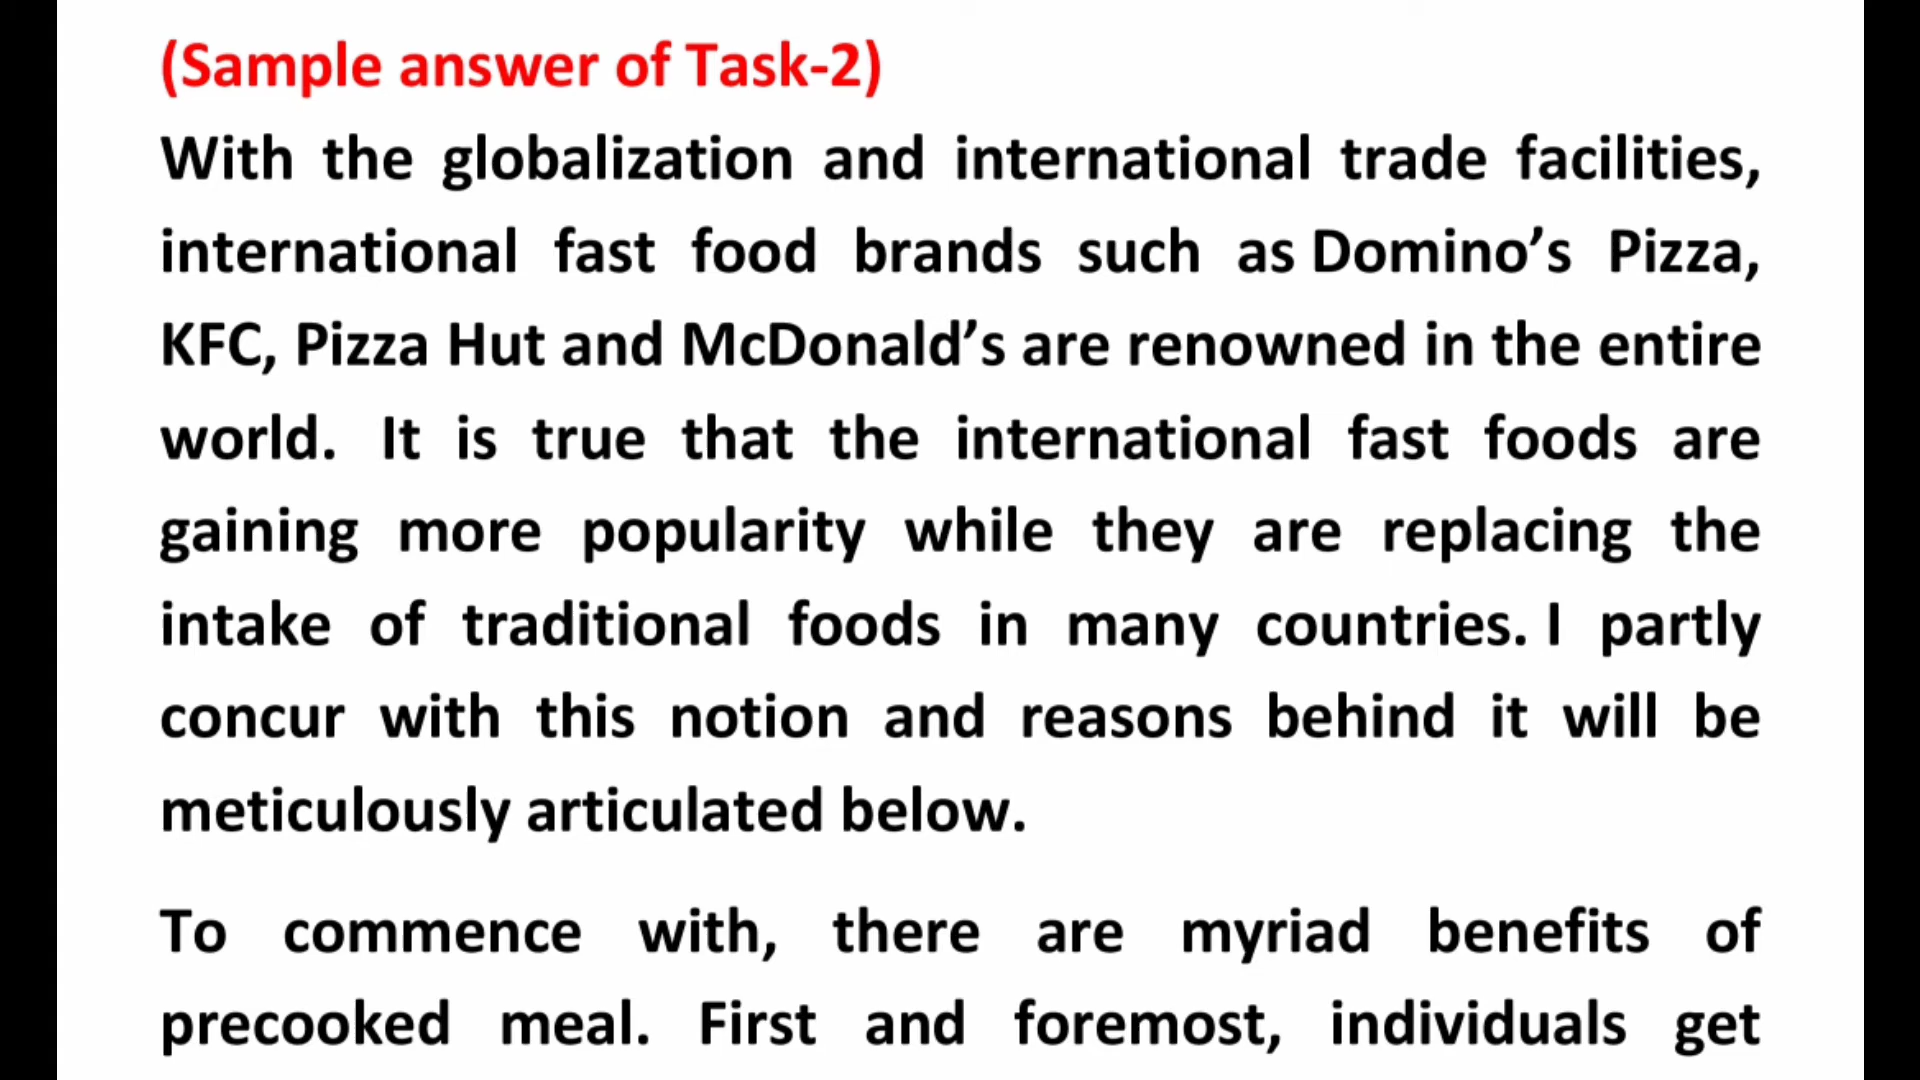 (Sample answer of Task-2)
With the globalization and international trade facilities,
international fast food brands such as Domino’s Pizza,
KFC, Pizza Hut and McDonald’s are renowned in the entire
world. It is true that the international fast foods are
gaining more popularity while they are replacing the
intake of traditional foods in many countries. I partly
concur with this notion and reasons behind it will be
meticulously articulated below.
To commence with, there are myriad benefits of
precooked meal. First and foremost, individuals get